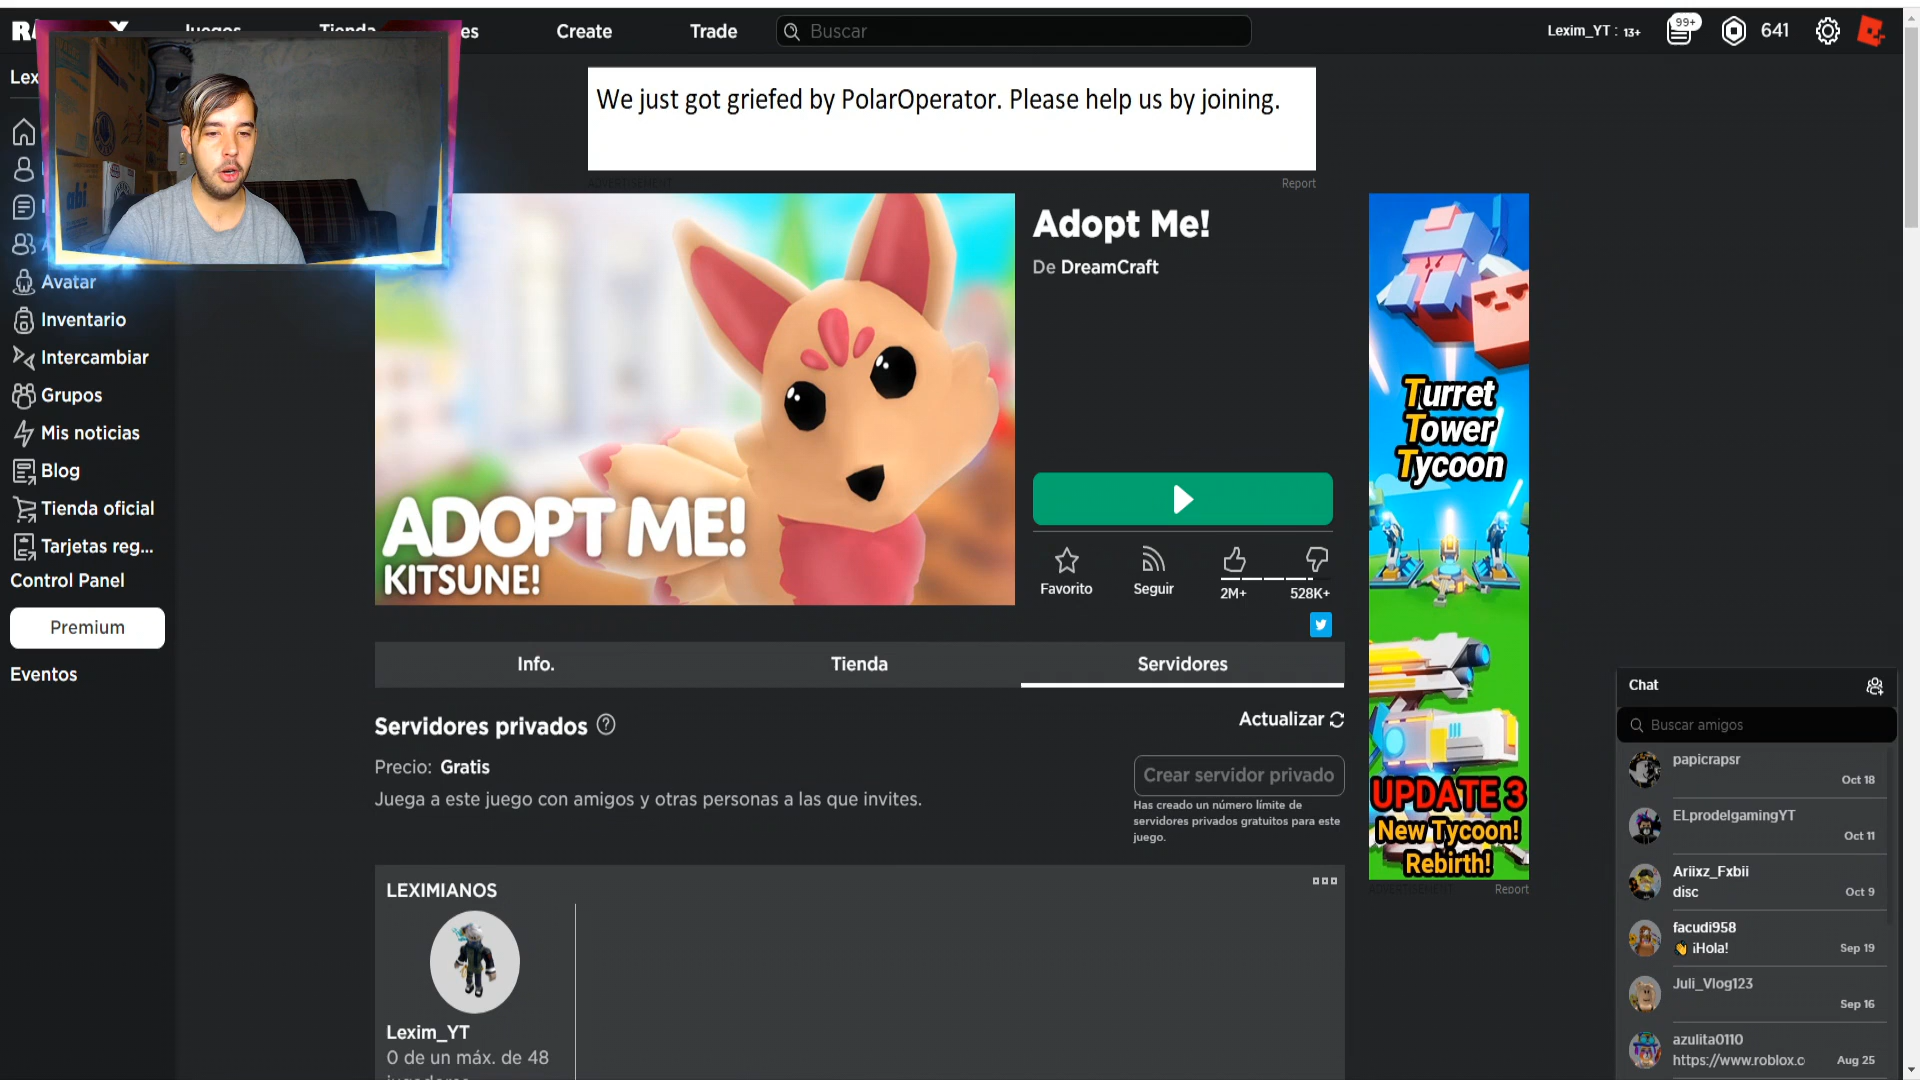 Create
Trade
Buscar
Lexim_YT : 13+
99+
641
We just got griefed by PolarOperator. Please help us by joining.
ADVERTISEMENT
Report
Avatar
Inventario
Intercambiar
Grupos
Mis noticias
Blog
Tienda oficial
Tarjetas reg...
Control Panel
Premium
Eventos
ADOPT ME!
KITSUNE!
Adopt Me!
De DreamCraft
Favorito
Seguir
2M+
528K+
Info.
Tienda
Servidores
Servidores privados
Actualizar
Precio: Gratis
Juega a este juego con amigos y otras personas a las que invites.
Crear servidor privado
Has creado un número límite de
servidores privados gratuitos para este
juego.
LEXIMIANOS
Lexim_YT
0 de un máx. de 48
jugadores
Turret
Tower
Tycoon
UPDATE 3
New Tycoon!
Rebirth!
ADVERTISEMENT
Report
Chat
Buscar amigos
papicrapsr
Oct 18
ELprodelgamingYT
Oct 11
Ariixz_Fxbii
disc
Oct 9
facudi958
👋 ¡Hola!
Sep 19
Juli_Vlog123
Sep 16
azulita0110
https://www.roblox.c
Aug 25